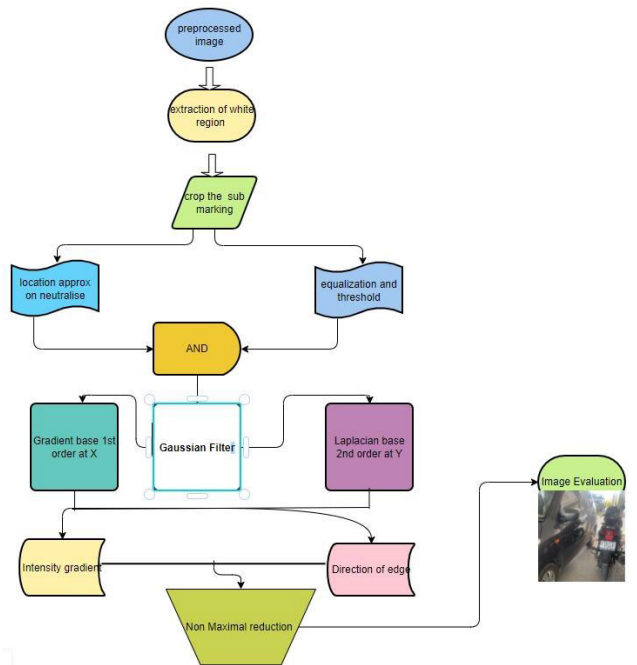 preprocessed
image
extraction of white
region
crop the sub
marking
location approx
on neutralise
equalization and
threshold
AND
Gradient base 1st
order at X
Gaussian Filter
Laplacian base
2nd order at Y
Image Evaluation
Intensity gradient
Direction of edge
Non Maximal reduction